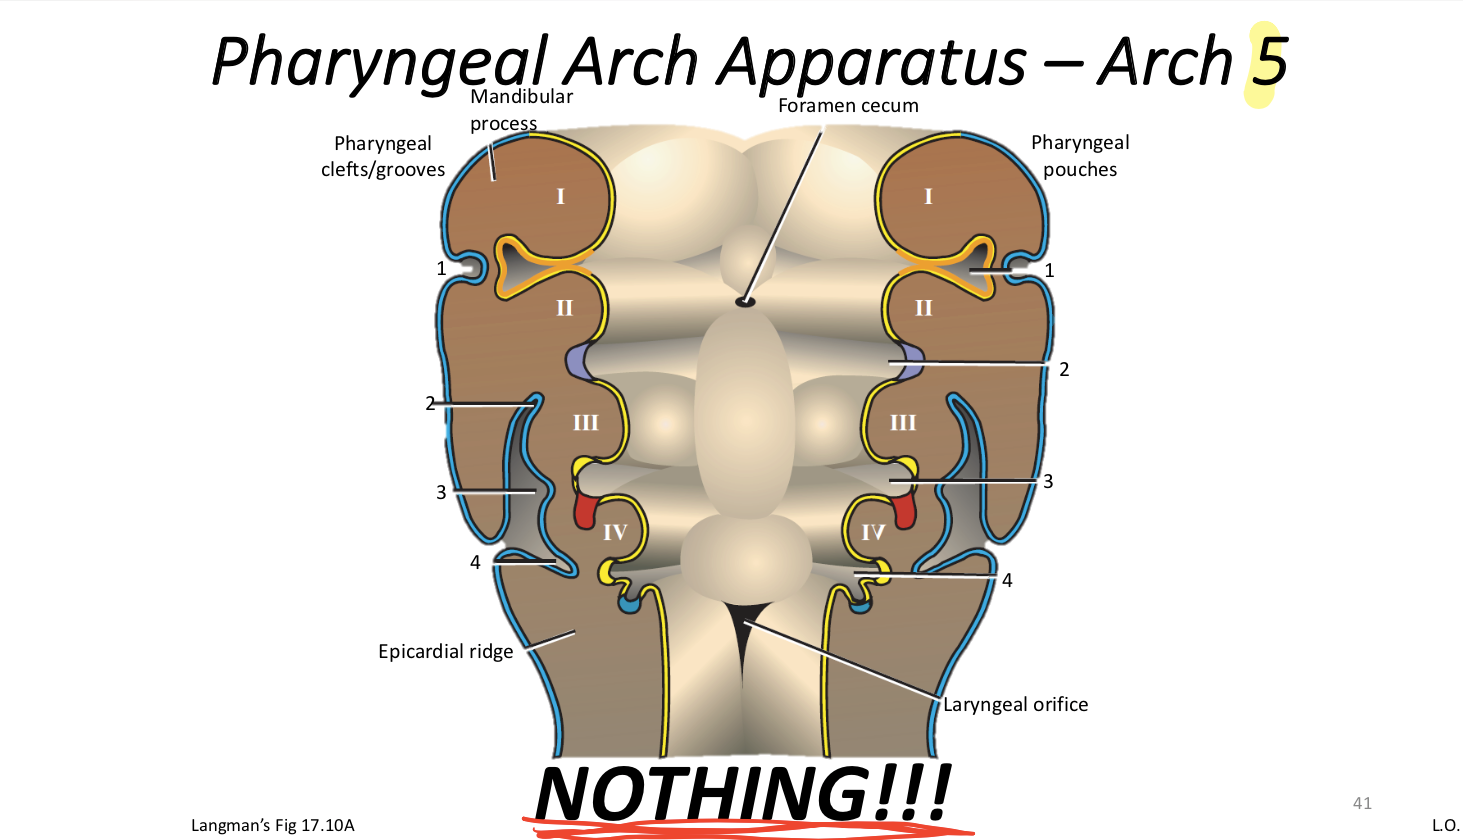 Pharyngeal Arch Apparatus – Arch 5
Mandibular
process
Foramen cecum
Pharyngeal
clefts/grooves
Pharyngeal
pouches
I
I
1
1
II
II
2
2
III
III
3
3
IV
IV
4
4
Epicardial ridge
Laryngeal orifice
NOTHING!!!
41
Langman’s Fig 17.10A
L.O.